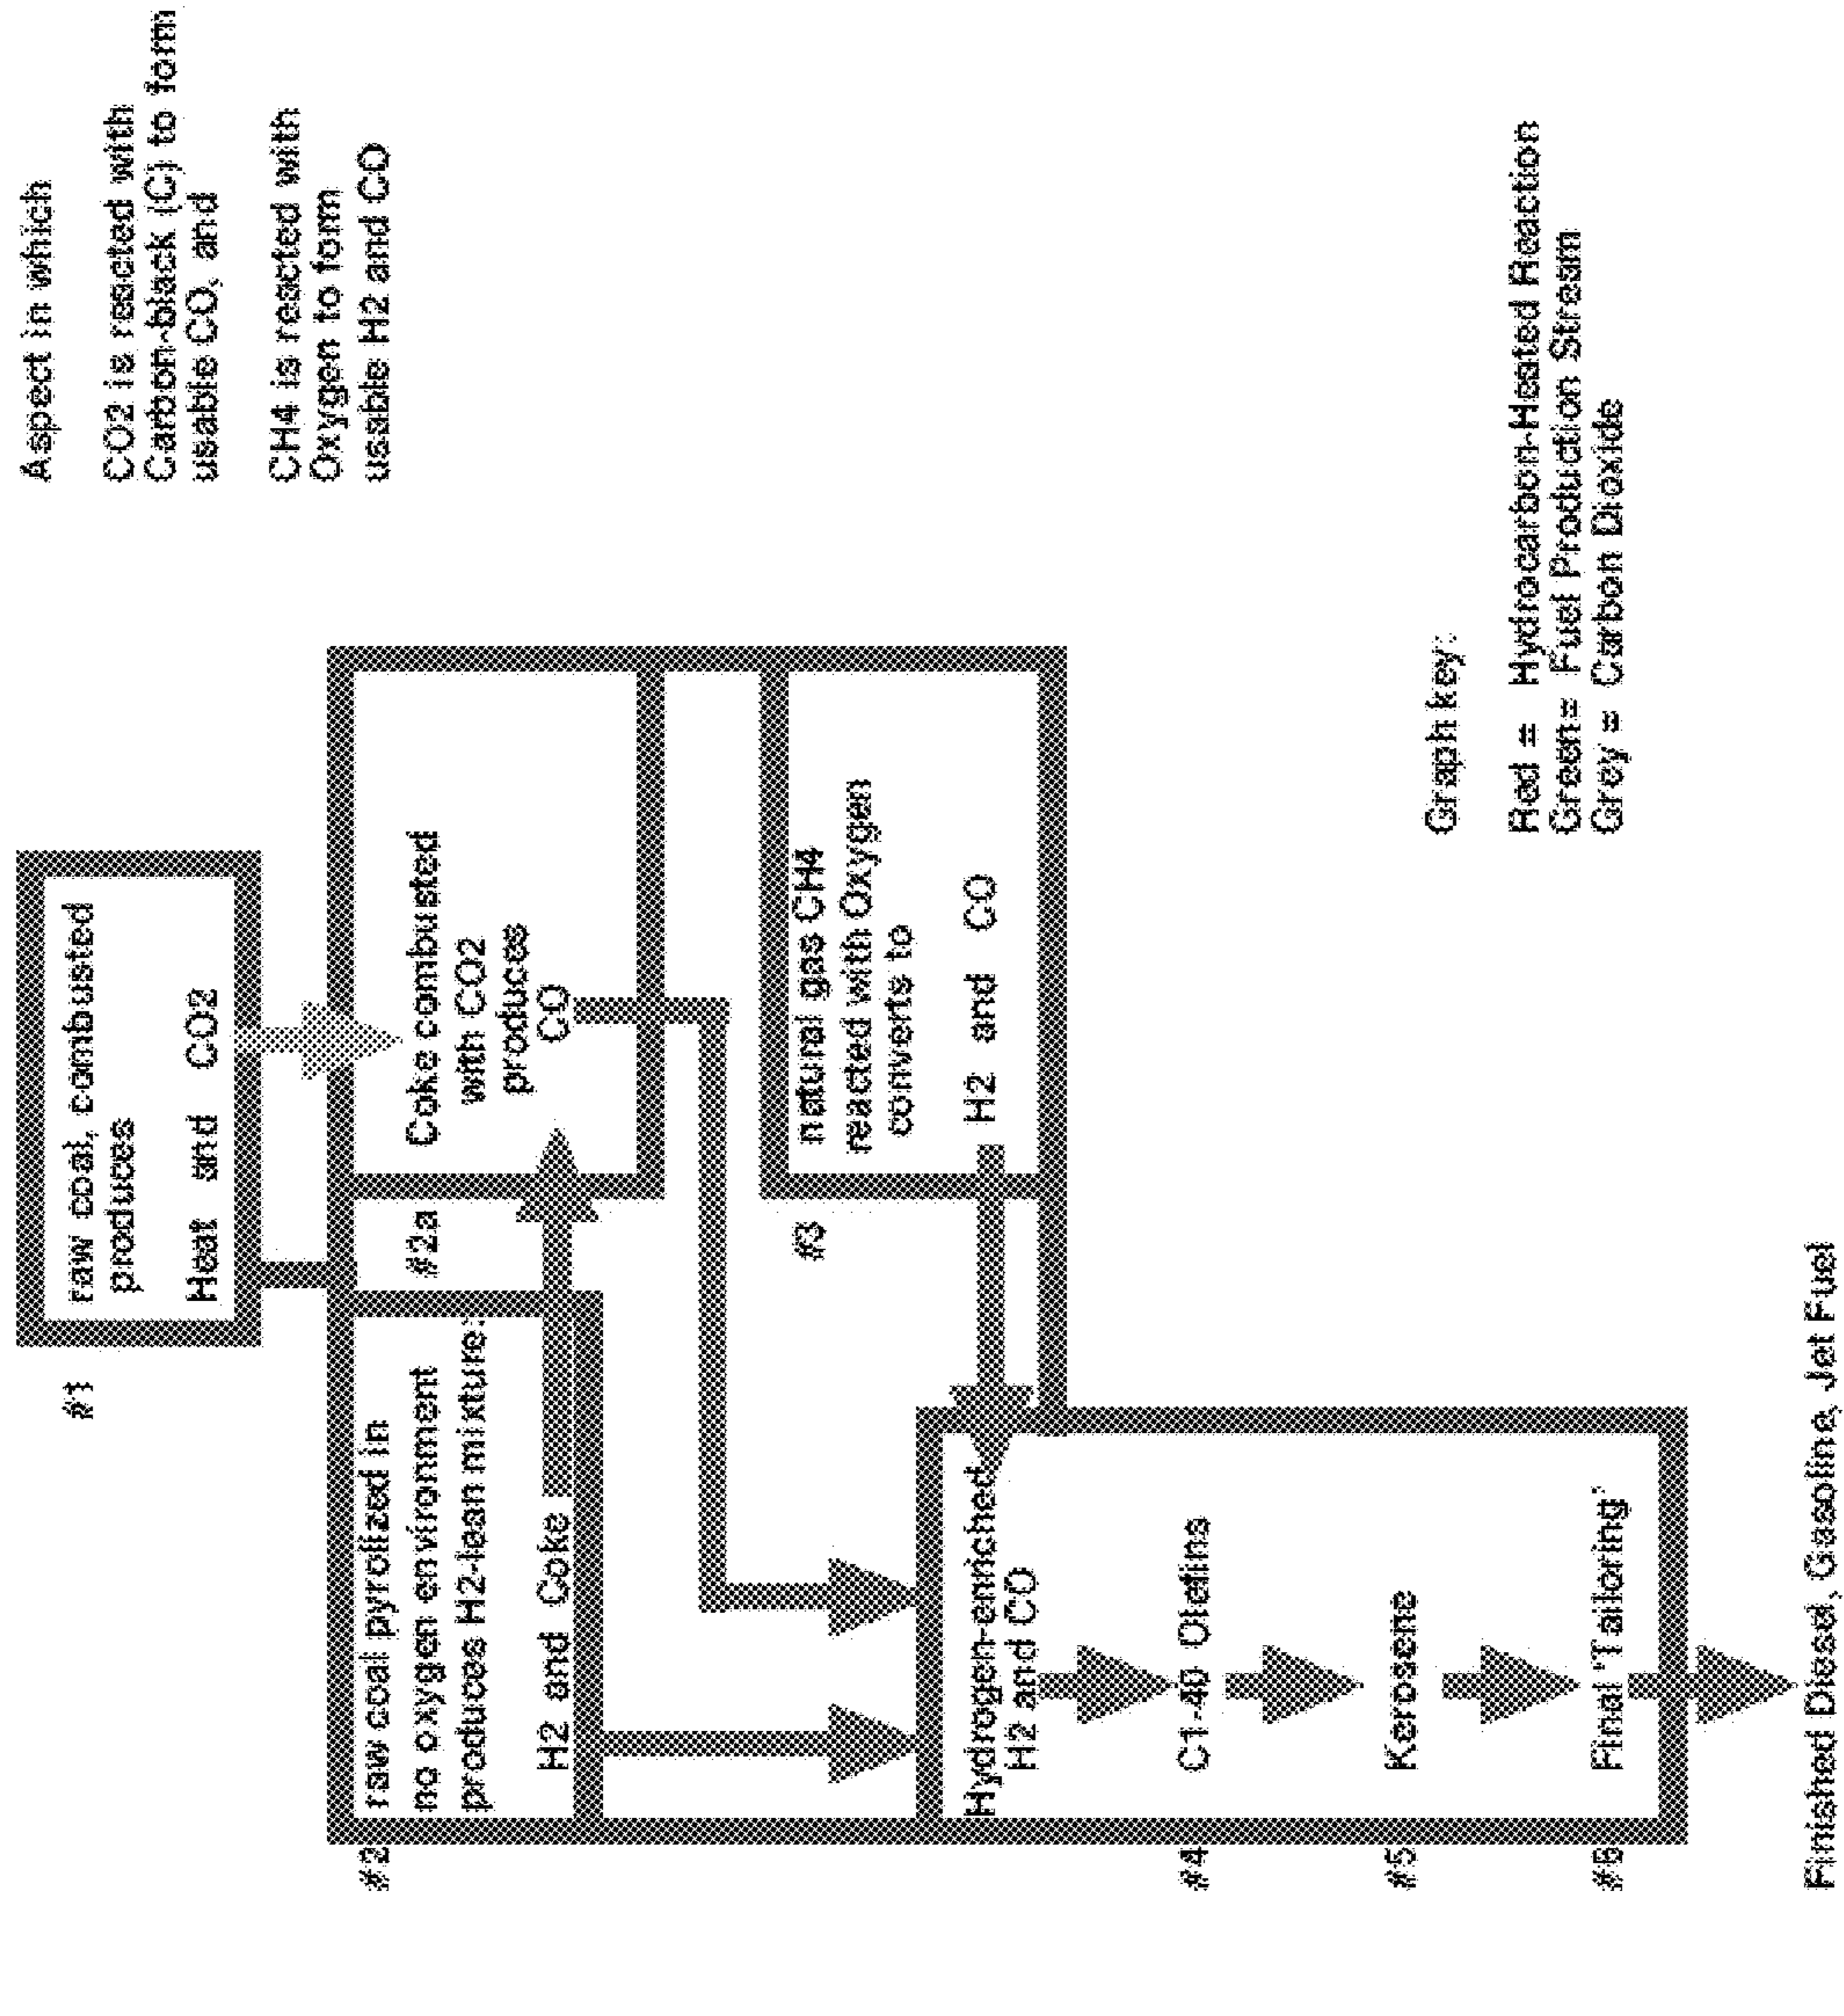 Aspect in which
CO2 is reacted with
Carbon-black (C) to form
usable CO, and
CH4 is reacted with
Oxygen to form
usable H2 and CO
#1
raw coal, combusted
produces
Heat and CO2
#2
raw coal pyrolized in
no oxygen environment
produces H2-lean mixture:
H2 and Coke
#2a
Coke combusted
with CO2
produces
CO
#3
natural gas CH4
reacted with Oxygen
converts to
H2 and CO
Hydrogen-enriched
H2 and CO
#4
C1-40 Olefins
#5
Kerosene
#6
Final 'Tailoring'
Finished Diesel, Gasoline, Jet Fuel
Graph key:
Red = Hydrocarbon-Heated Reaction
Green= Fuel Production Stream
Grey = Carbon Dioxide